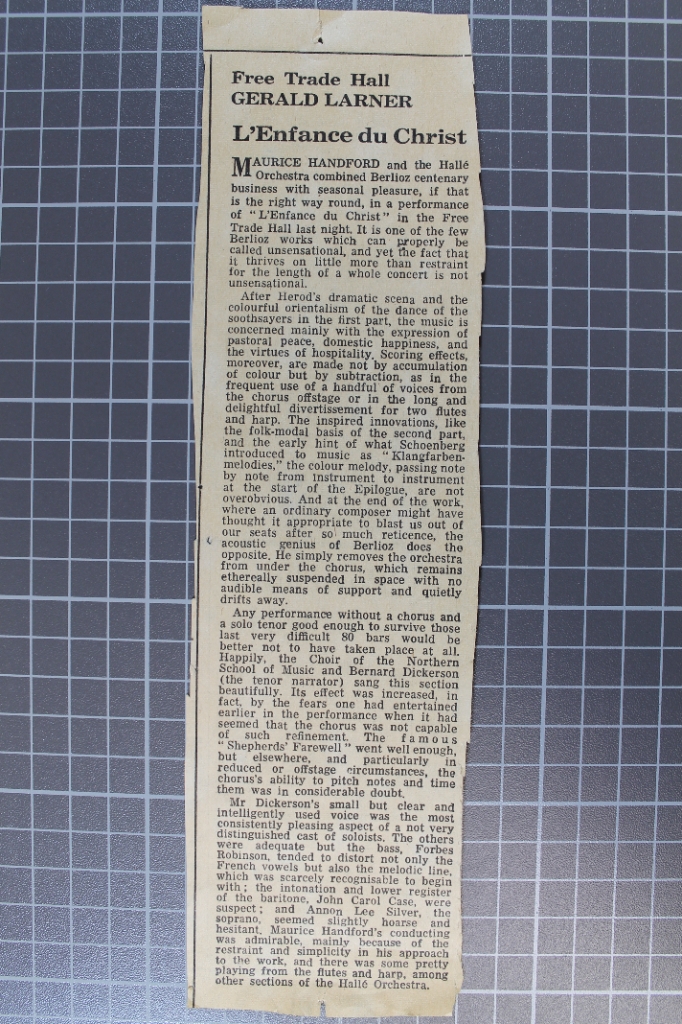 Free Trade Hall
GERALD LARNER
L'Enfance du Christ
MAURICE HANDFORD and the Hallé
Orchestra combined Berlioz centenary
business with seasonal pleasure, if that
is the right way round, in a performance
of "L'Enfance du Christ" in the Free
Trade Hall last night. It is one of the few
Berlioz works which can properly be
called unsensational, and yet the fact that
it thrives on little more than restraint
for the length of a whole concert is not
unsensational.
After Herod's dramatic scena and the
colourful orientalism of the dance of the
soothsayers in the first part, the music is
concerned mainly with the expression of
pastoral peace, domestic happiness, and
the virtues of hospitality. Scoring effects,
moreover, are made not by accumulation
of colour but by subtraction, as in the
frequent use of a handful of voices from
the chorus offstage or in the long and
delightful divertissement for two flutes
and harp. The inspired innovations, like
the folk-modal basis of the second part,
and the early hint of what Schoenberg
introduced to music as "Klangfarben-
melodies," the colour melody, passing note
by note from instrument to instrument
at the start of the Epilogue, are not
overobvious. And at the end of the work,
where an ordinary composer might have
thought it appropriate to blast us out of
our seats after so much reticence, the
acoustic genius of Berlioz does the
opposite. He simply removes the orchestra
from under the chorus, which remains
ethereally suspended in space with no
audible means of support and quietly
drifts away.
Any performance without a chorus and
a solo tenor good enough to survive those
last very difficult 80 bars would be
better not to have taken place at all.
Happily, the Choir of the Northern
School of Music and Bernard Dickerson
(the tenor narrator) sang this section
beautifully. Its effect was increased, in
fact, by the fears one had entertained
earlier in the performance when it had
seemed that the chorus was not capable
of such refinement. The famous
"Shepherds' Farewell" went well enough,
but elsewhere, and particularly in
reduced or offstage circumstances, the
chorus's ability to pitch notes and time
them was in considerable doubt.
Mr Dickerson's small but clear and
intelligently used voice was the most
consistently pleasing aspect of a not very
distinguished cast of soloists. The others
were adequate but the bass, Forbes
Robinson, tended to distort not only the
French vowels but also the melodic line,
which was scarcely recognisable to begin
with; the intonation and lower register
of the baritone, John Carol Case, were
suspect; and Annon Lee Silver, the
soprano, seemed slightly hoarse and
hesitant. Maurice Handford's conducting
was admirable, mainly because of the
restraint and simplicity in his approach
to the work, and there was some pretty
playing from the flutes and harp, among
other sections of the Hallé Orchestra.